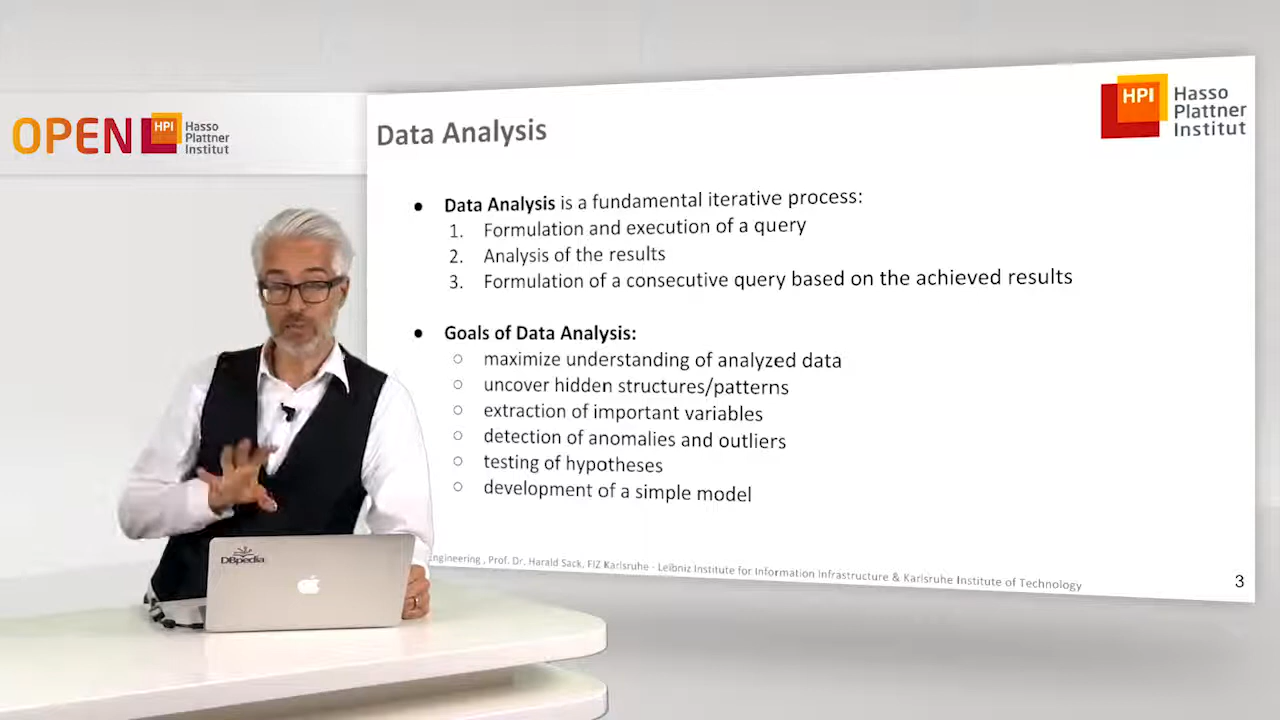 OPEN HPI Hasso
Plattner
Institut
Data Analysis
HPI Hasso
Plattner
Institut
● Data Analysis is a fundamental iterative process:
1. Formulation and execution of a query
2. Analysis of the results
3. Formulation of a consecutive query based on the achieved results
● Goals of Data Analysis:
○ maximize understanding of analyzed data
○ uncover hidden structures/patterns
○ extraction of important variables
○ detection of anomalies and outliers
○ testing of hypotheses
○ development of a simple model
DBpedia
ngineering , Prof. Dr. Harald Sack, FIZ Karlsruhe - Leibniz Institute for Information Infrastructure & Karlsruhe Institute of Technology
3